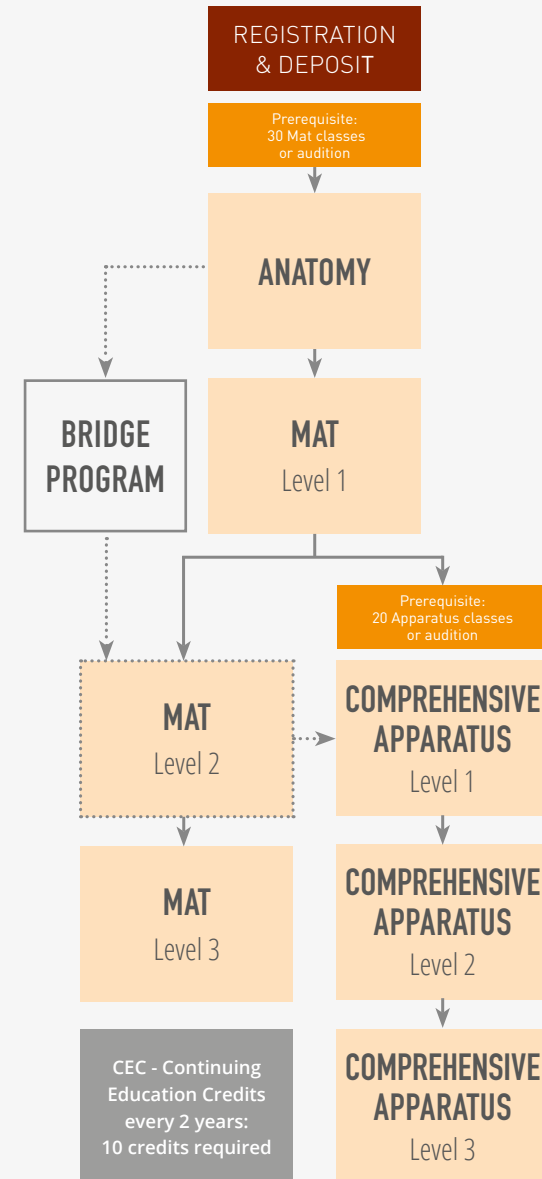 REGISTRATION
& DEPOSIT
Prerequisite:
30 Mat classes
or audition
ANATOMY
BRIDGE
PROGRAM
MAT
Level 1
Prerequisite:
20 Apparatus classes
or audition
MAT
Level 2
COMPREHENSIVE
APPARATUS
Level 1
MAT
Level 3
COMPREHENSIVE
APPARATUS
Level 2
CEC - Continuing
Education Credits
every 2 years:
10 credits required
COMPREHENSIVE
APPARATUS
Level 3